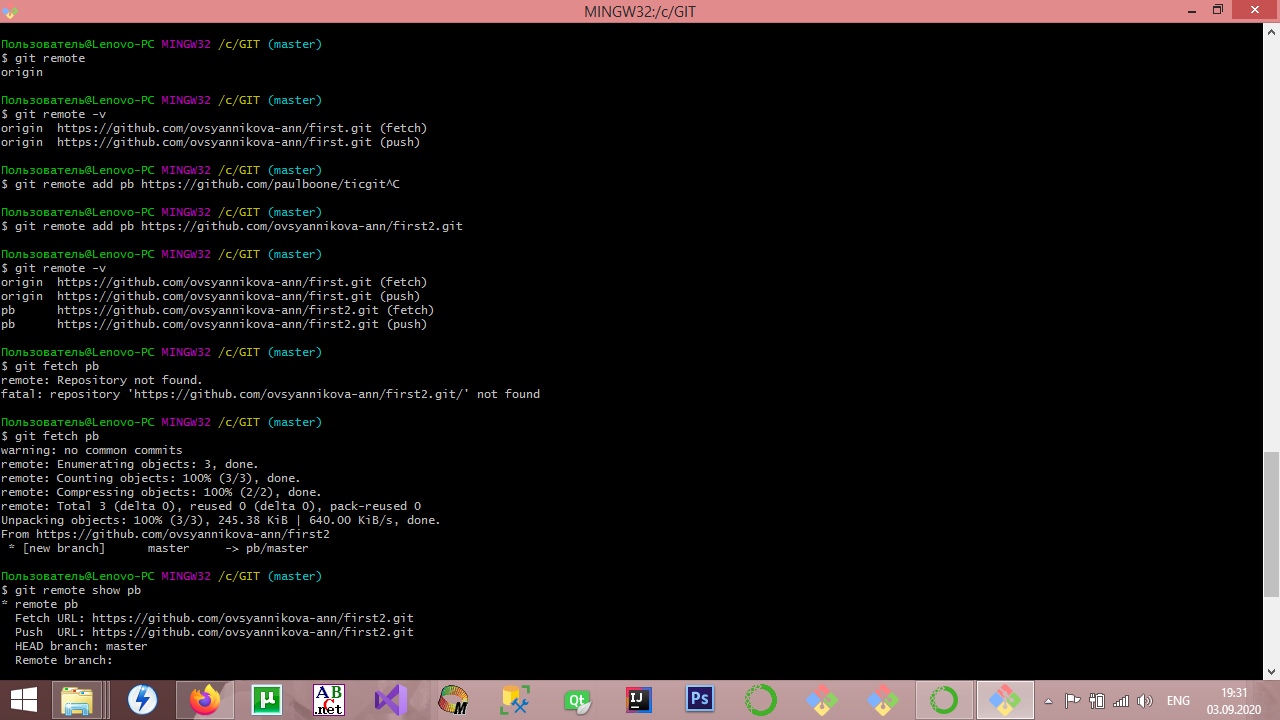 MINGW32:/c/GIT
Пользователь@Lenovo-PC MINGW32 /c/GIT (master)
$ git remote
origin
Пользователь@Lenovo-PC MINGW32 /c/GIT (master)
$ git remote -v
origin  https://github.com/ovsyannikova-ann/first.git (fetch)
origin  https://github.com/ovsyannikova-ann/first.git (push)
Пользователь@Lenovo-PC MINGW32 /c/GIT (master)
$ git remote add pb https://github.com/paulboone/ticgit^C
Пользователь@Lenovo-PC MINGW32 /c/GIT (master)
$ git remote add pb https://github.com/ovsyannikova-ann/first2.git
Пользователь@Lenovo-PC MINGW32 /c/GIT (master)
$ git remote -v
origin  https://github.com/ovsyannikova-ann/first.git (fetch)
origin  https://github.com/ovsyannikova-ann/first.git (push)
pb      https://github.com/ovsyannikova-ann/first2.git (fetch)
pb      https://github.com/ovsyannikova-ann/first2.git (push)
Пользователь@Lenovo-PC MINGW32 /c/GIT (master)
$ git fetch pb
remote: Repository not found.
fatal: repository 'https://github.com/ovsyannikova-ann/first2.git/' not found
Пользователь@Lenovo-PC MINGW32 /c/GIT (master)
$ git fetch pb
warning: no common commits
remote: Enumerating objects: 3, done.
remote: Counting objects: 100% (3/3), done.
remote: Compressing objects: 100% (2/2), done.
remote: Total 3 (delta 0), reused 0 (delta 0), pack-reused 0
Unpacking objects: 100% (3/3), 245.38 KiB | 640.00 KiB/s, done.
From https://github.com/ovsyannikova-ann/first2
 * [new branch]      master     -> pb/master
Пользователь@Lenovo-PC MINGW32 /c/GIT (master)
$ git remote show pb
* remote pb
  Fetch URL: https://github.com/ovsyannikova-ann/first2.git
  Push  URL: https://github.com/ovsyannikova-ann/first2.git
  HEAD branch: master
  Remote branch:
µ
ABC.net
M
Qt
IJ
Ps
ENG
19:31
03.09.2020